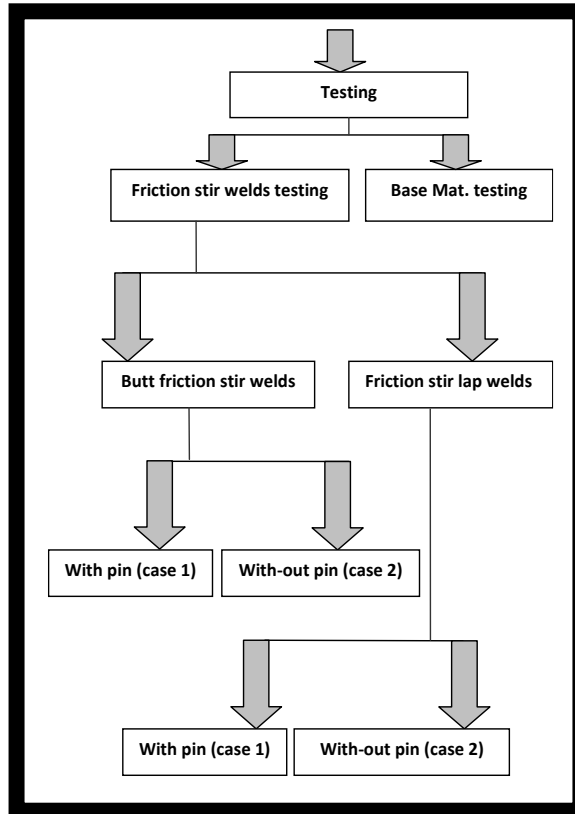 Testing
Friction stir welds testing
Base Mat. testing
Butt friction stir welds
Friction stir lap welds
With pin (case 1)
With-out pin (case 2)
With pin (case 1)
With-out pin (case 2)